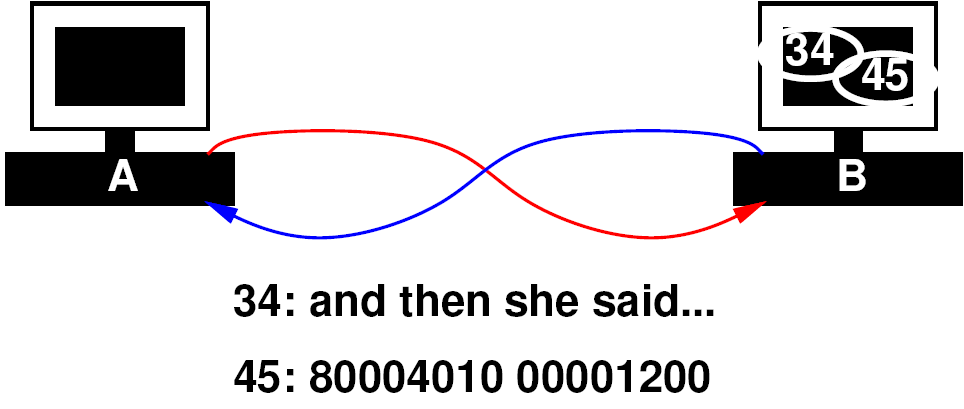 34
45
A
B
34: and then she said...
45: 80004010 00001200